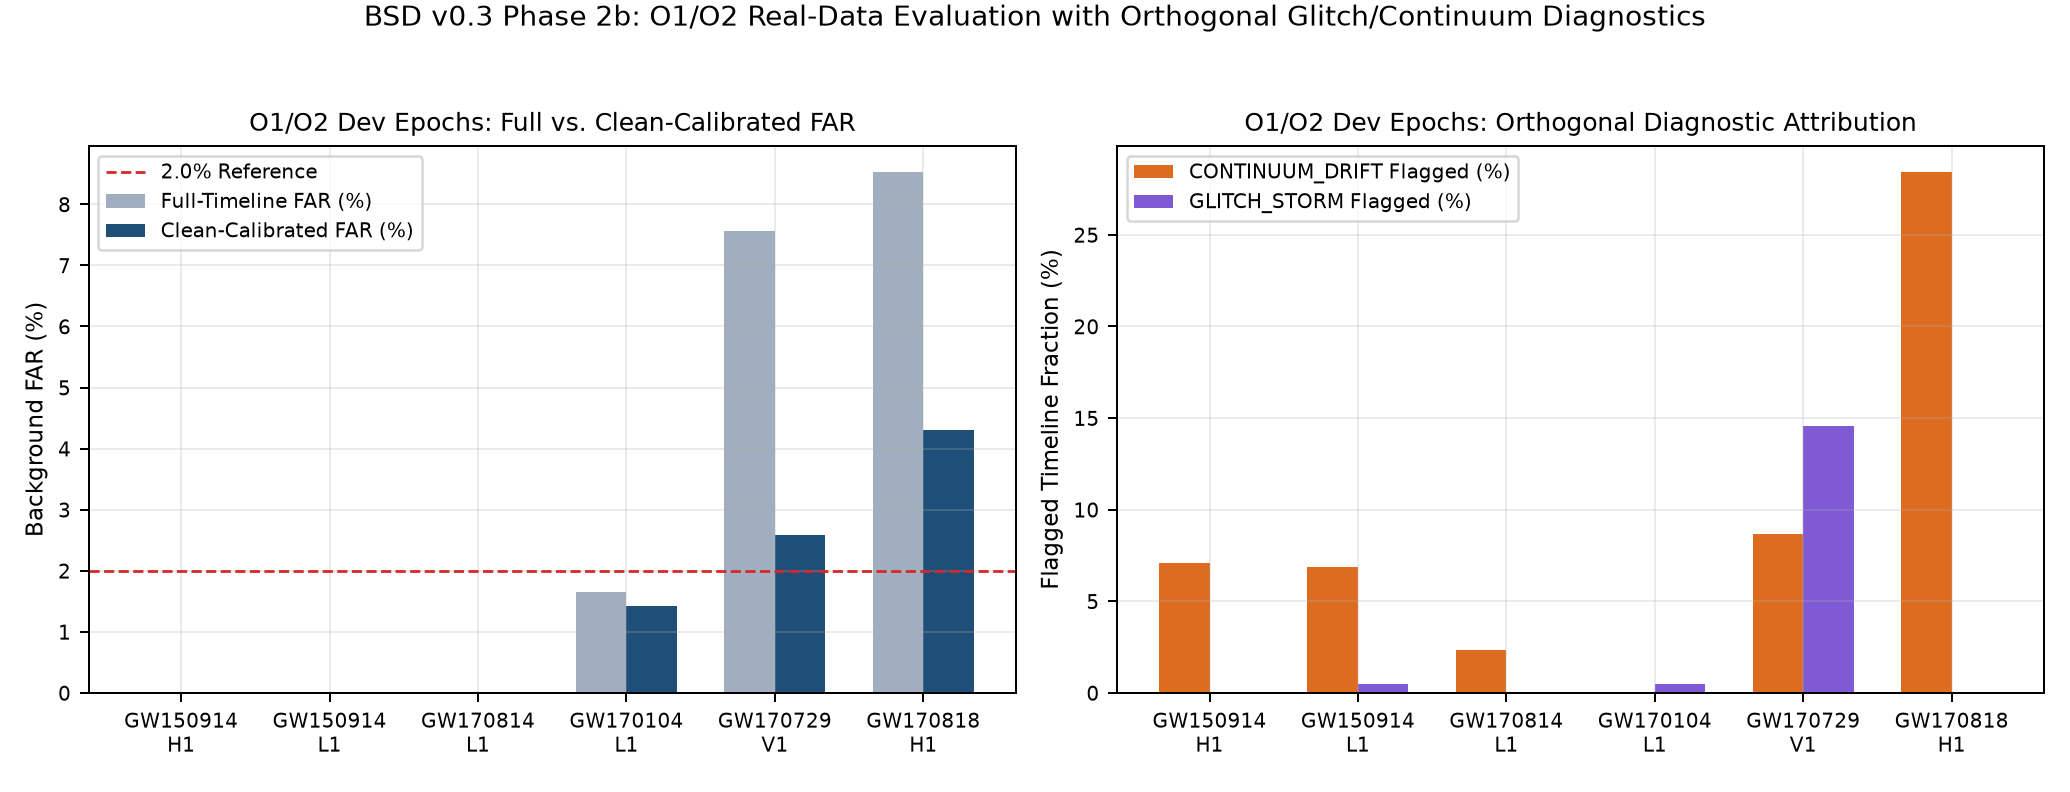 BSD v0.3 Phase 2b: O1/O2 Real-Data Evaluation with Orthogonal Glitch/Continuum Diagnostics
O1/O2 Dev Epochs: Full vs. Clean-Calibrated FAR
2.0% Reference
Full-Timeline FAR (%)
Clean-Calibrated FAR (%)
Background FAR (%)
8
7
6
5
4
3
2
1
0
GW150914 GW150914 GW170814 GW170104 GW170729 GW170818
H1 L1 L1 L1 V1 H1
O1/O2 Dev Epochs: Orthogonal Diagnostic Attribution
CONTINUUM_DRIFT Flagged (%)
GLITCH_STORM Flagged (%)
Flagged Timeline Fraction (%)
25
20
15
10
5
0
GW150914 GW150914 GW170814 GW170104 GW170729 GW170818
H1 L1 L1 L1 V1 H1